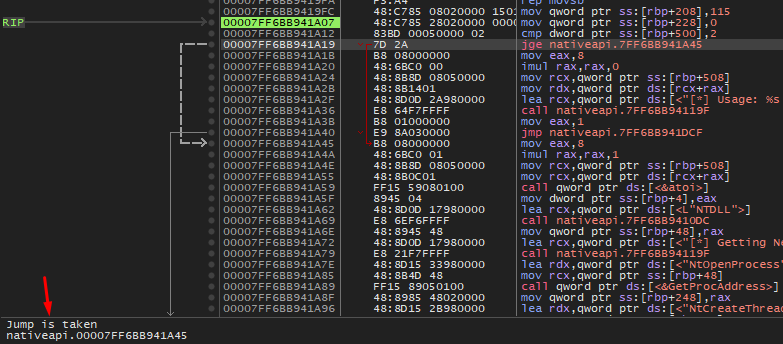 00007FF6BB9419FA F3:A4 rep movsb
00007FF6BB9419FC 48:C785 08020000 1501 mov qword ptr ss:[rbp+208],115
RIP 00007FF6BB941A07 48:C785 28020000 0000 mov qword ptr ss:[rbp+228],0
00007FF6BB941A12 83BD 00050000 02 cmp dword ptr ss:[rbp+500],2
00007FF6BB941A19 7D 2A jge nativeapi.7FF6BB941A45
00007FF6BB941A1B B8 08000000 mov eax,8
00007FF6BB941A20 48:6BC0 00 imul rax,rax,0
00007FF6BB941A24 48:8B8D 08050000 mov rcx,qword ptr ss:[rbp+508]
00007FF6BB941A2B 48:8B1401 mov rdx,qword ptr ds:[rcx+rax]
00007FF6BB941A2F 48:8D0D 2A980000 lea rcx,qword ptr ds:[<"[*] Usage: %s
00007FF6BB941A36 E8 64F7FFFF call nativeapi.7FF6BB94119F
00007FF6BB941A3B B8 01000000 mov eax,1
00007FF6BB941A40 E9 8A030000 jmp nativeapi.7FF6BB941DCF
00007FF6BB941A45 B8 08000000 mov eax,8
00007FF6BB941A4A 48:6BC0 01 imul rax,rax,1
00007FF6BB941A4E 48:8B8D 08050000 mov rcx,qword ptr ss:[rbp+508]
00007FF6BB941A55 48:8B0C01 mov rcx,qword ptr ds:[rcx+rax]
00007FF6BB941A59 FF15 59080100 call qword ptr ds:[<&atoi>]
00007FF6BB941A5F 8945 04 mov dword ptr ss:[rbp+4],eax
00007FF6BB941A62 48:8D0D 17980000 lea rcx,qword ptr ds:[<L"NTDLL">]
00007FF6BB941A69 E8 6EF6FFFF call nativeapi.7FF6BB9410DC
00007FF6BB941A6E 48:8945 48 mov qword ptr ss:[rbp+48],rax
00007FF6BB941A72 48:8D0D 17980000 lea rcx,qword ptr ds:[<"[*] Getting Ne
00007FF6BB941A79 E8 21F7FFFF call nativeapi.7FF6BB94119F
00007FF6BB941A7E 48:8D15 33980000 lea rdx,qword ptr ds:[<"NtOpenProcess"
00007FF6BB941A85 48:8B4D 48 mov rcx,qword ptr ss:[rbp+48]
00007FF6BB941A89 FF15 89050100 call qword ptr ds:[<&GetProcAddress>]
00007FF6BB941A8F 48:8985 48020000 mov qword ptr ss:[rbp+248],rax
00007FF6BB941A96 48:8D15 2B980000 lea rdx,qword ptr ds:[<"NtCreateThrea
Jump is taken
nativeapi.00007FF6BB941A45